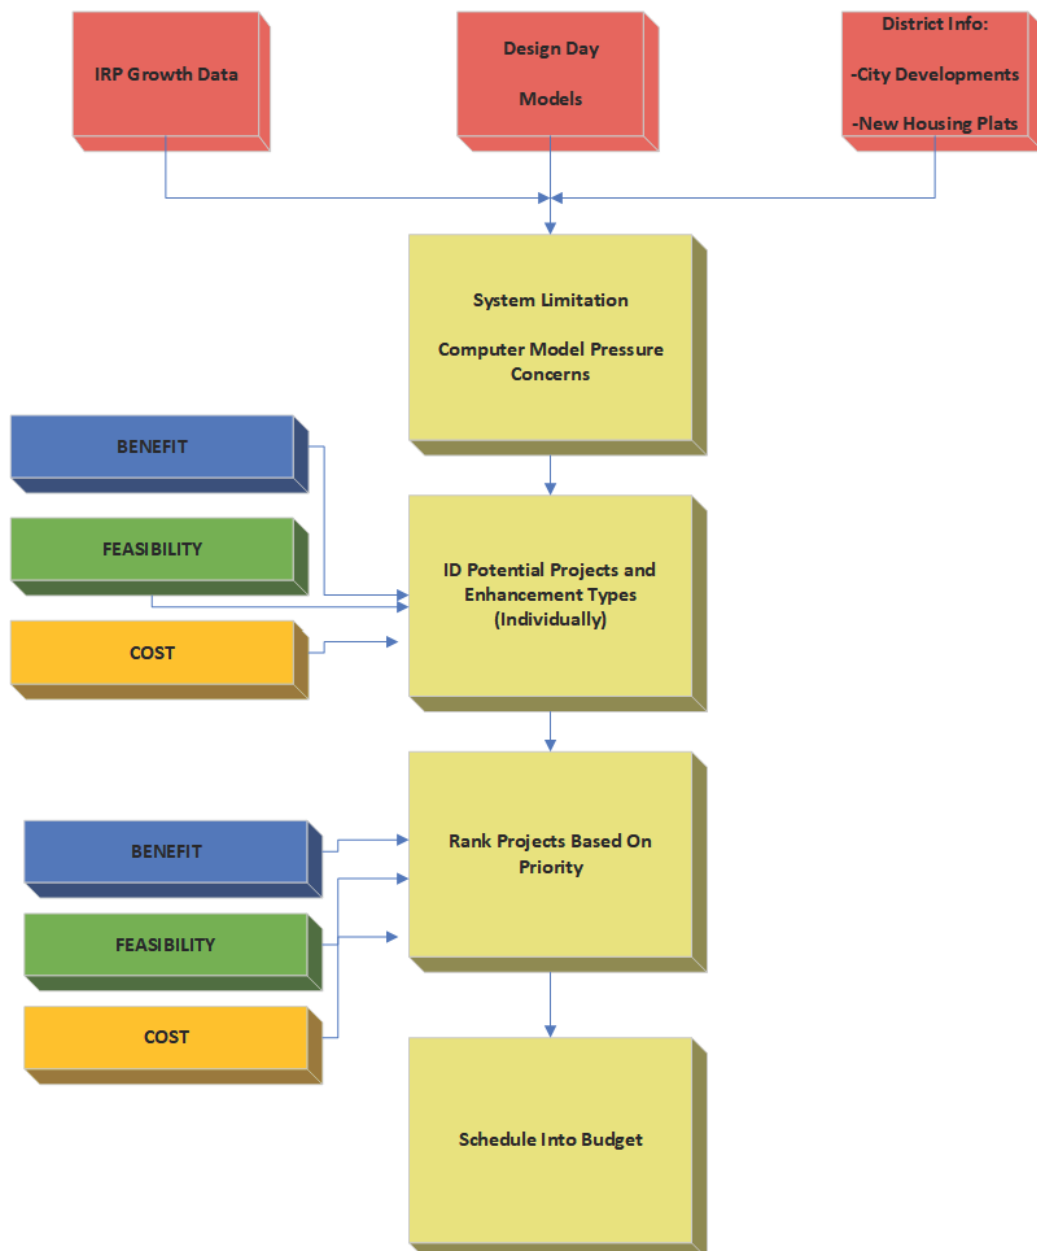 IRP Growth Data
Design Day
Models
District Info:
-City Developments
-New Housing Plats
System Limitation
Computer Model Pressure
Concerns
BENEFIT
FEASIBILITY
COST
ID Potential Projects and
Enhancement Types
(Individually)
BENEFIT
FEASIBILITY
COST
Rank Projects Based On
Priority
Schedule Into Budget